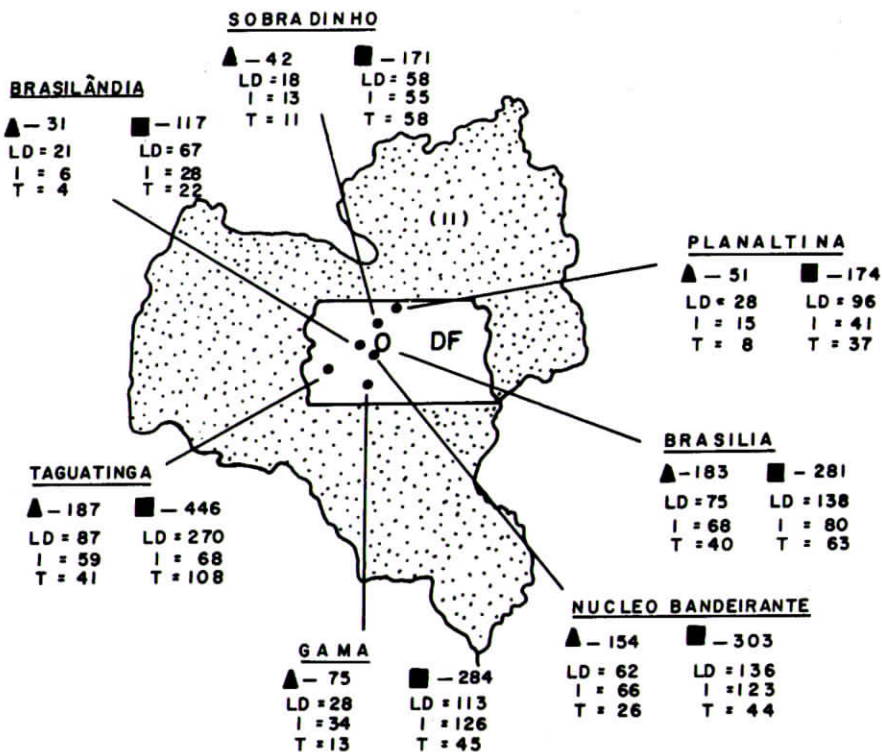 SOBRADINHO
▲ – 42 ■ – 171
LD = 18 LD = 58
I = 13 I = 55
T = 11 T = 58
BRASILÂNDIA
▲ – 31 ■ – 117
LD = 21 LD = 67
I = 6 I = 28
T = 4 T = 22
(II)
PLANALTINA
▲ – 51 ■ – 174
LD = 28 LD = 96
I = 15 I = 41
T = 8 T = 37
DF
BRASILIA
▲ – 183 ■ – 281
LD = 75 LD = 138
I = 68 I = 80
T = 40 T = 63
TAGUATINGA
▲ – 187 ■ – 446
LD = 87 LD = 270
I = 59 I = 68
T = 41 T = 108
NUCLEO BANDEIRANTE
▲ – 154 ■ – 303
LD = 62 LD = 136
I = 66 I = 123
T = 26 T = 44
GAMA
▲ – 75 ■ – 284
LD = 28 LD = 113
I = 34 I = 126
T = 13 T = 45